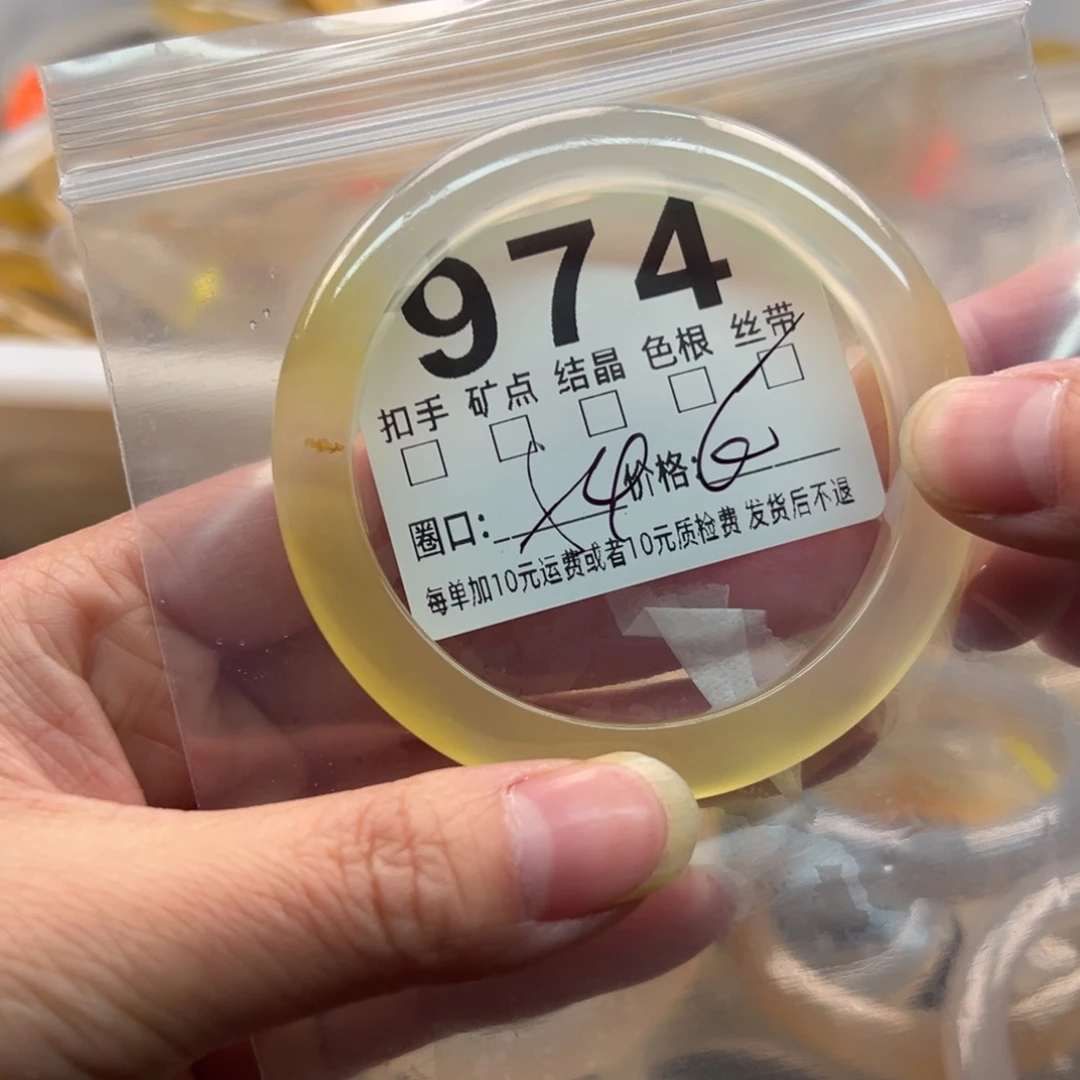 974
扣手 矿点 结晶 色根 丝带
圈口: 价格:
每单加10元运费或者10元质检费 发货后不退